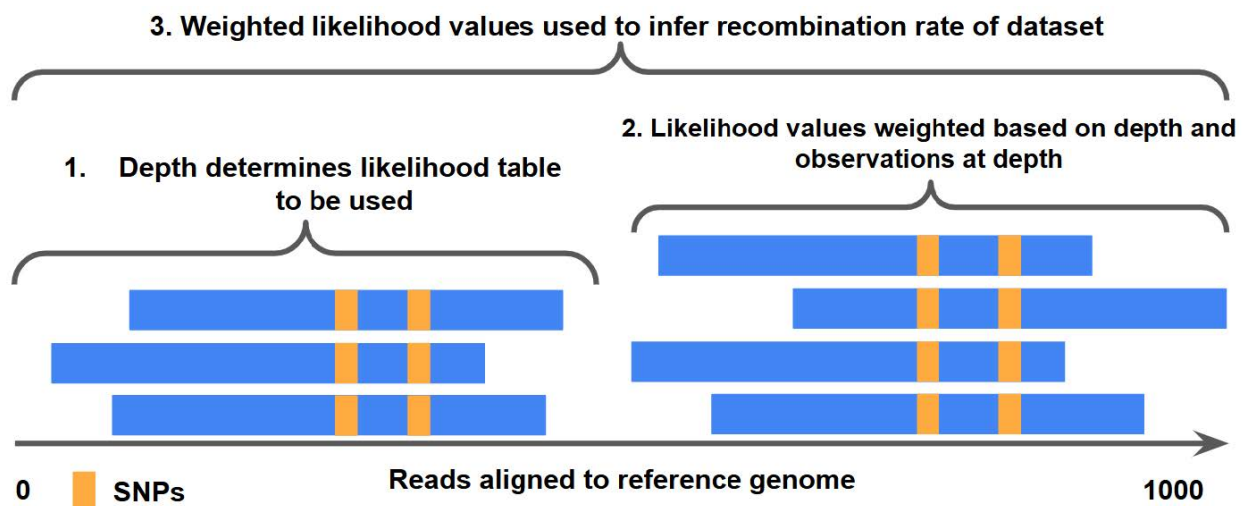 3. Weighted likelihood values used to infer recombination rate of dataset
2. Likelihood values weighted based on depth and
observations at depth
1. Depth determines likelihood table
to be used
Reads aligned to reference genome
0
SNPs
1000